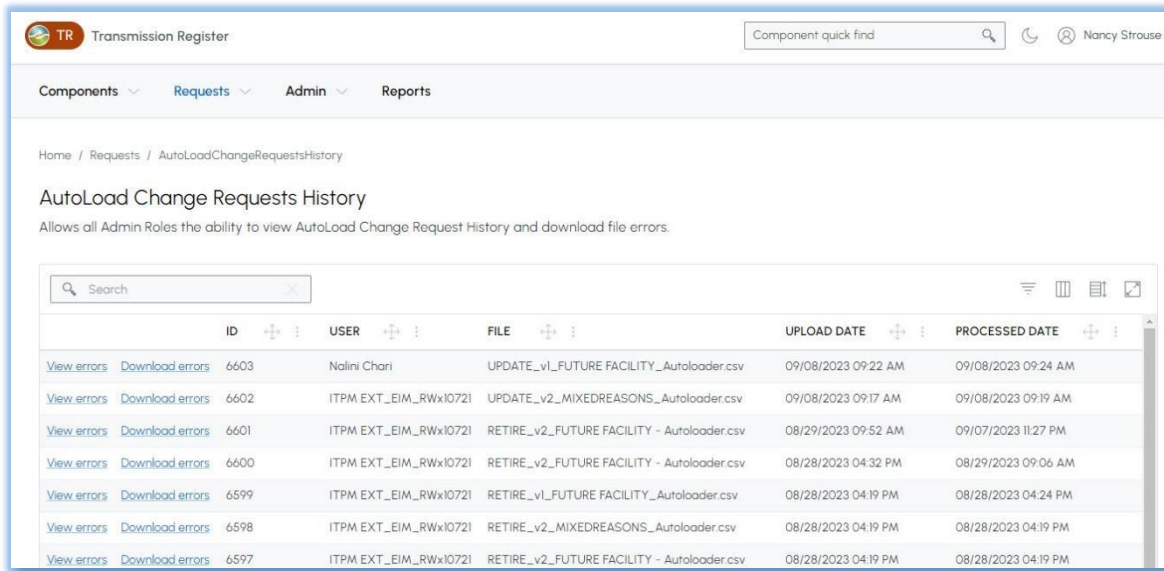 TR Transmission Register Component quick find Nancy Strouse
Components Requests Admin Reports
Home / Requests / AutoLoadChangeRequestsHistory
AutoLoad Change Requests History
Allows all Admin Roles the ability to view AutoLoad Change Request History and download file errors.
Search
ID USER FILE UPLOAD DATE PROCESSED DATE
View errors Download errors 6603 Nalini Chari UPDATE_v1_FUTURE FACILITY_Autoloader.csv 09/08/2023 09:22 AM 09/08/2023 09:24 AM
View errors Download errors 6602 ITPM EXT_EIM_RWx10721 UPDATE_v2_MIXEDREASONS_Autoloader.csv 09/08/2023 09:17 AM 09/08/2023 09:19 AM
View errors Download errors 6601 ITPM EXT_EIM_RWx10721 RETIRE_v2_FUTURE FACILITY - Autoloader.csv 08/29/2023 09:52 AM 09/07/2023 11:27 PM
View errors Download errors 6600 ITPM EXT_EIM_RWx10721 RETIRE_v2_FUTURE FACILITY - Autoloader.csv 08/28/2023 04:32 PM 08/29/2023 09:06 AM
View errors Download errors 6599 ITPM EXT_EIM_RWx10721 RETIRE_v1_FUTURE FACILITY_Autoloader.csv 08/28/2023 04:19 PM 08/28/2023 04:24 PM
View errors Download errors 6598 ITPM EXT_EIM_RWx10721 RETIRE_v2_MIXEDREASONS_Autoloader.csv 08/28/2023 04:19 PM 08/28/2023 04:19 PM
View errors Download errors 6597 ITPM EXT_EIM_RWx10721 RETIRE_v2_FUTURE FACILITY - Autoloader.csv 08/28/2023 04:19 PM 08/28/2023 04:19 PM